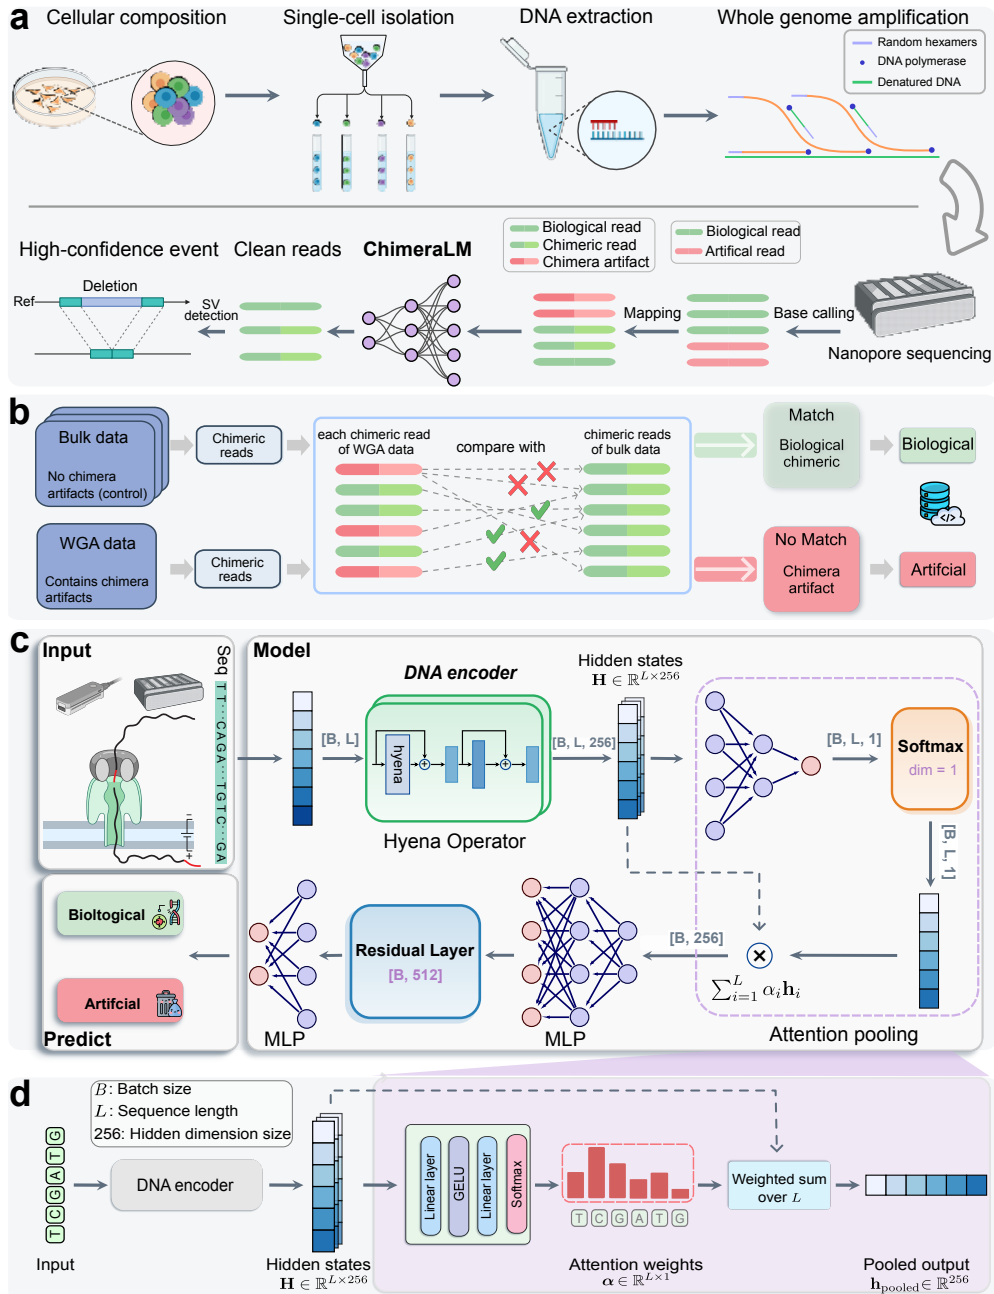 a
Cellular composition
Single-cell isolation
DNA extraction
Whole genome amplification
Random hexamers
DNA polymerase
Denatured DNA
High-confidence event
Clean reads
ChimeraLM
Biological read
Chimeric read
Chimera artifact
Biological read
Artifical read
Deletion
Ref
SV
detection
Mapping
Base calling
Nanopore sequencing
b
Bulk data
No chimera
artifacts (control)
Chimeric
reads
each chimeric read
of WGA data
compare with
chimeric reads
of bulk data
Match
Biological
chimeric
Biological
WGA data
Contains chimera
artifacts
Chimeric
reads
No Match
Chimera
artifact
Artifcial
c
Input
Seq
TT···CAGA···TGTC···GA
Model
DNA encoder
[B, L]
hyena
Hyena Operator
[B, L, 256]
Hidden states
H ∈ ℝ^{L×256}
[B, L, 1]
Softmax
dim = 1
[B, L, 1]
Bioltogical
Artifcial
Predict
MLP
Residual Layer
[B, 512]
MLP
[B, 256]
∑_{i=1}^{L} α_i h_i
Attention pooling
d
B: Batch size
L: Sequence length
256: Hidden dimension size
T C G A T G
Input
DNA encoder
Hidden states
H ∈ ℝ^{L×256}
Linear layer
GELU
Linear layer
Softmax
T C G A T G
Attention weights
α ∈ ℝ^{L×1}
Weighted sum
over L
Pooled output
h_{pooled} ∈ ℝ^{256}